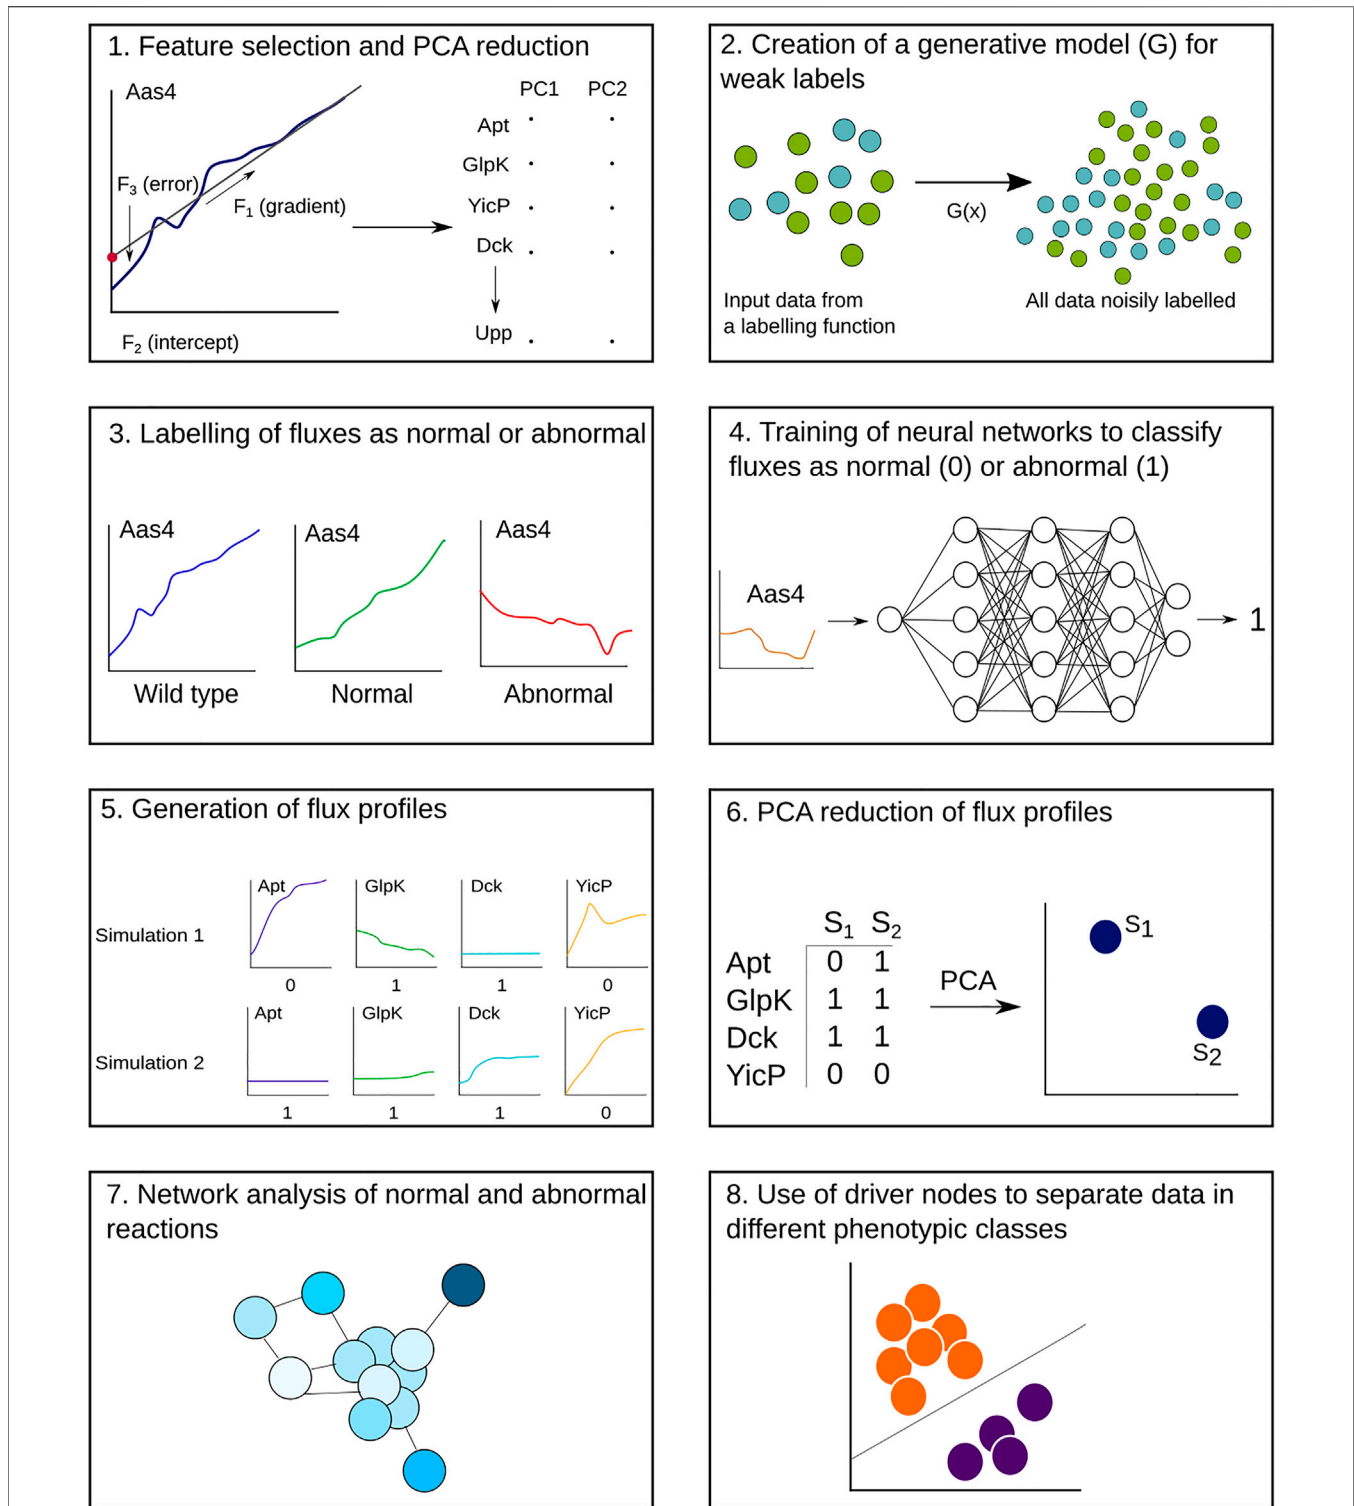 1. Feature selection and PCA reduction
Aas4
PC1 PC2
F3 (error)
F1 (gradient)
F2 (intercept)
Apt
GlpK
YicP
Dck
Upp
2. Creation of a generative model (G) for
weak labels
G(x)
Input data from
a labelling function
All data noisily labelled
3. Labelling of fluxes as normal or abnormal
Aas4 Aas4 Aas4
Wild type Normal Abnormal
4. Training of neural networks to classify
fluxes as normal (0) or abnormal (1)
Aas4
1
5. Generation of flux profiles
Apt GlpK Dck YicP
Simulation 1
0 1 1 0
Apt GlpK Dck YicP
Simulation 2
1 1 1 0
6. PCA reduction of flux profiles
S1 S2
Apt 0 1
GlpK 1 1
Dck 1 1
YicP 0 0
PCA
S1
S2
7. Network analysis of normal and abnormal
reactions
8. Use of driver nodes to separate data in
different phenotypic classes